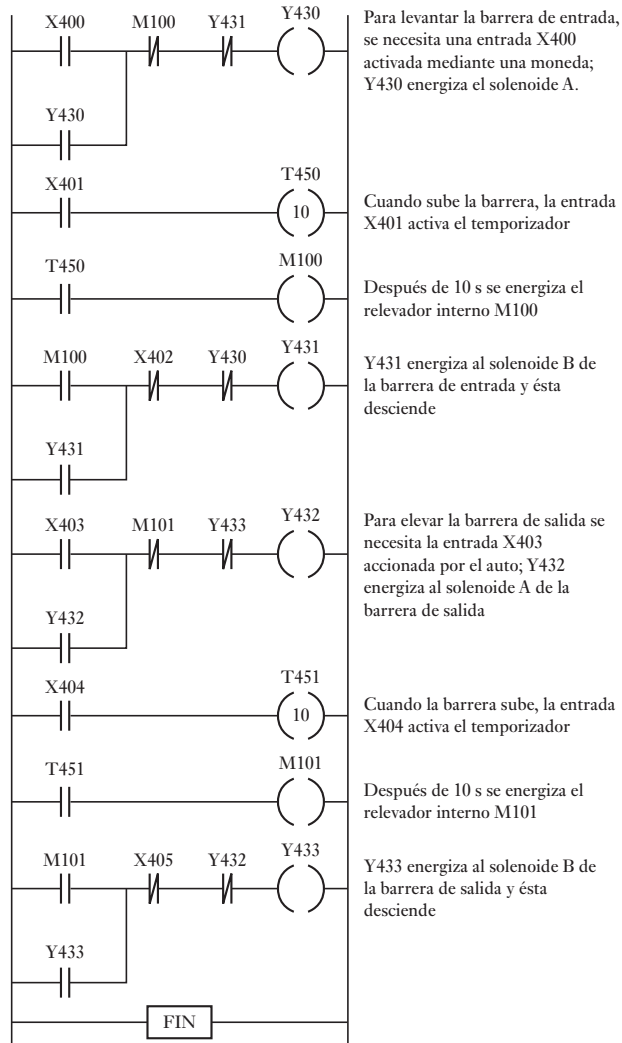 X400 M100 Y431 Y430
Para levantar la barrera de entrada,
se necesita una entrada X400
activada mediante una moneda;
Y430 energiza el solenoide A.
Y430
X401 T450
10
Cuando sube la barrera, la entrada
X401 activa el temporizador
T450 M100
Después de 10 s se energiza el
relevador interno M100
M100 X402 Y430 Y431
Y431 energiza al solenoide B de
la barrera de entrada y ésta
desciende
Y431
X403 M101 Y433 Y432
Para elevar la barrera de salida se
necesita la entrada X403
accionada por el auto; Y432
energiza al solenoide A de la
barrera de salida
Y432
X404 T451
10
Cuando la barrera sube, la entrada
X404 activa el temporizador
T451 M101
Después de 10 s se energiza el
relevador interno M101
M101 X405 Y432 Y433
Y433 energiza al solenoide B de
la barrera de salida y ésta
desciende
Y433
FIN